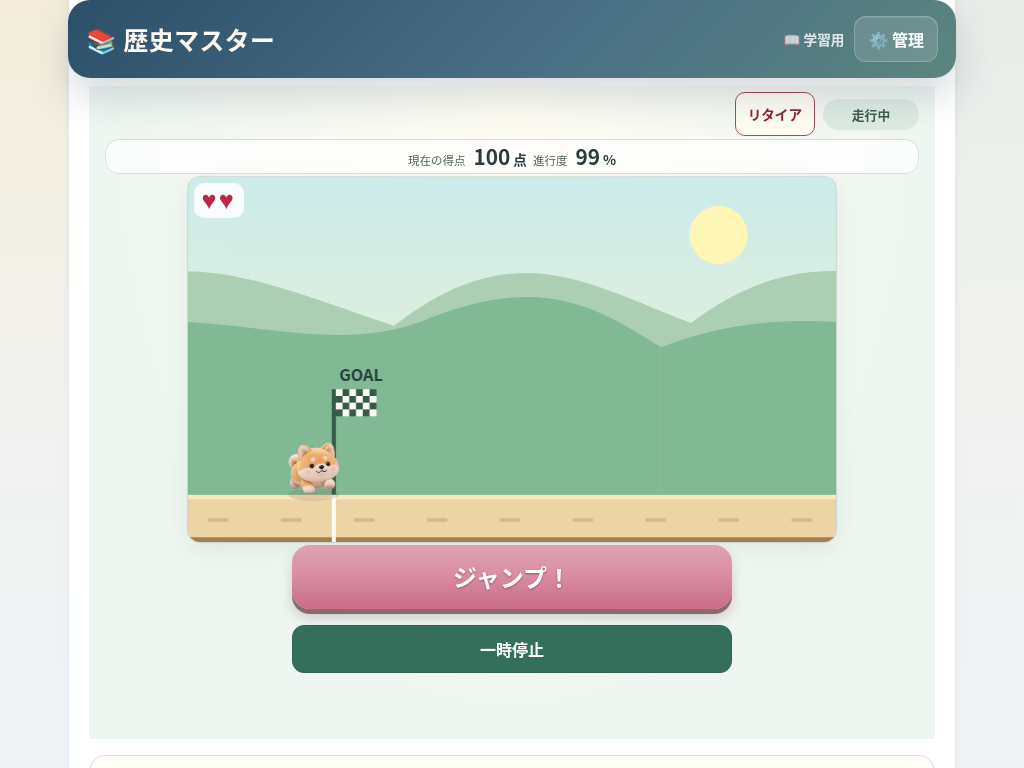 📚 歴史マスター
📖 学習用
⚙️ 管理
リタイア
走行中
現在の得点 100 点 進行度 99 %
♥♥
GOAL
ジャンプ！
一時停止